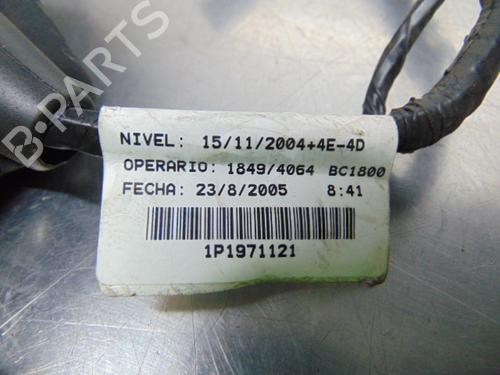 B-PARTS
NIVEL: 15/11/2004+4E-4D
OPERARIO: 1849/4064 BC1800
FECHA: 23/8/2005 8:41
1P1971121